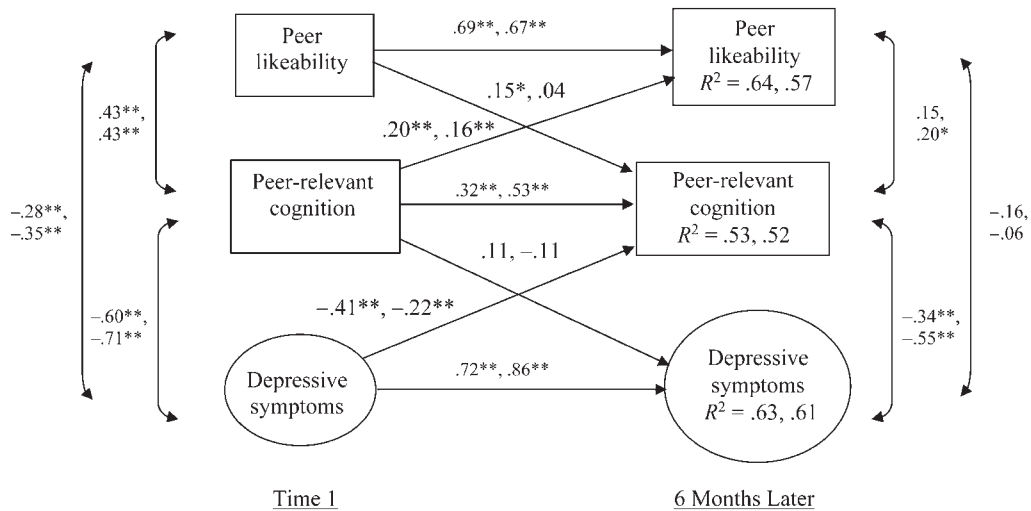 Peer
likeability
.69**, .67**
Peer
likeability
R² = .64, .57
.15*, .04
.20**, .16**
.43**,
.43**
.15,
.20*
Peer-relevant
cognition
.32**, .53**
Peer-relevant
cognition
R² = .53, .52
−.28**,
−.35**
−.16,
−.06
.11, −.11
−.41**, −.22**
−.60**,
−.71**
−.34**,
−.55**
Depressive
symptoms
.72**, .86**
Depressive
symptoms
R² = .63, .61
Time 1
6 Months Later